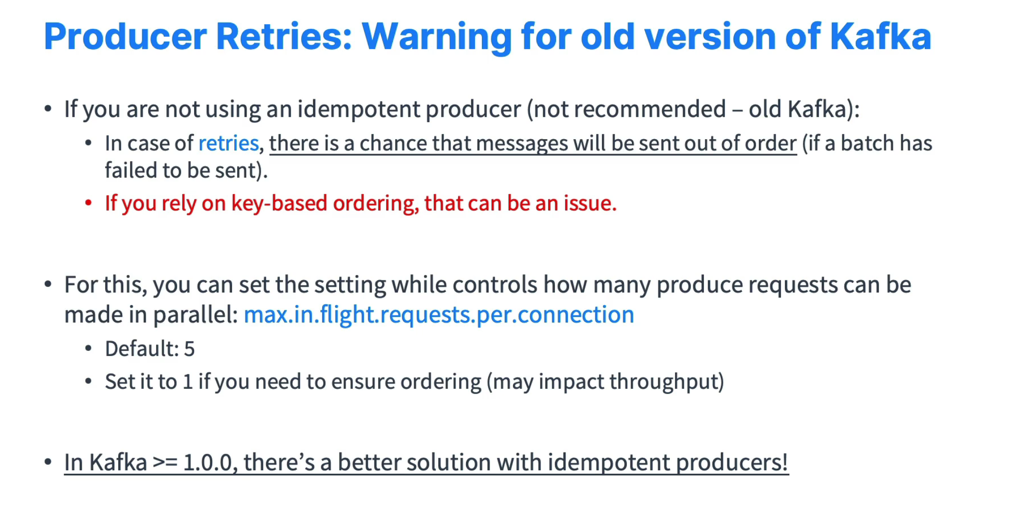 Producer Retries: Warning for old version of Kafka
• If you are not using an idempotent producer (not recommended – old Kafka):
• In case of retries, there is a chance that messages will be sent out of order (if a batch has
failed to be sent).
• If you rely on key-based ordering, that can be an issue.
• For this, you can set the setting while controls how many produce requests can be
made in parallel: max.in.flight.requests.per.connection
• Default: 5
• Set it to 1 if you need to ensure ordering (may impact throughput)
• In Kafka >= 1.0.0, there’s a better solution with idempotent producers!